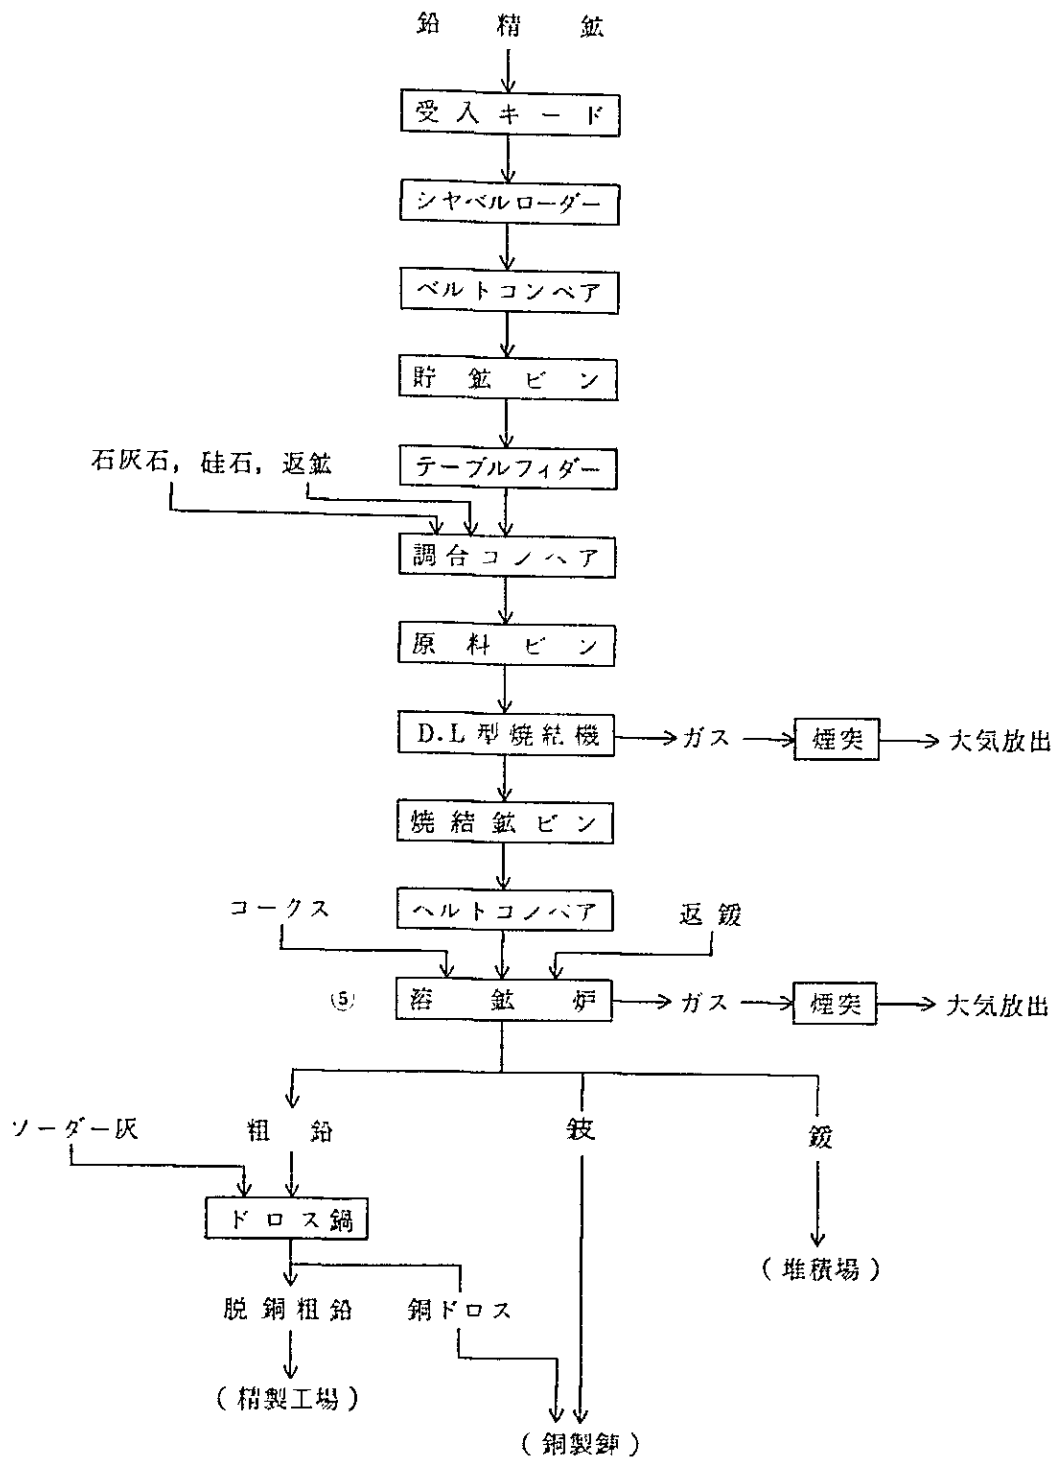 鉛精鉱
受入キード
シヤベルローダー
ベルトコンベア
貯鉱ビン
石灰石, 硅石, 返鉱
テーブルフィダー
調合コンベア
原料ビン
D.L型焼結機
ガス
煙突
大気放出
焼結鉱ビン
コークス
ベルトコンベア
返鍰
⑤
溶鉱炉
ガス
煙突
大気放出
ソーダー灰
粗鉛
鈹
鍰
ドロス鍋
(堆積場)
脱銅粗鉛
銅ドロス
(精製工場)
(銅製錬)